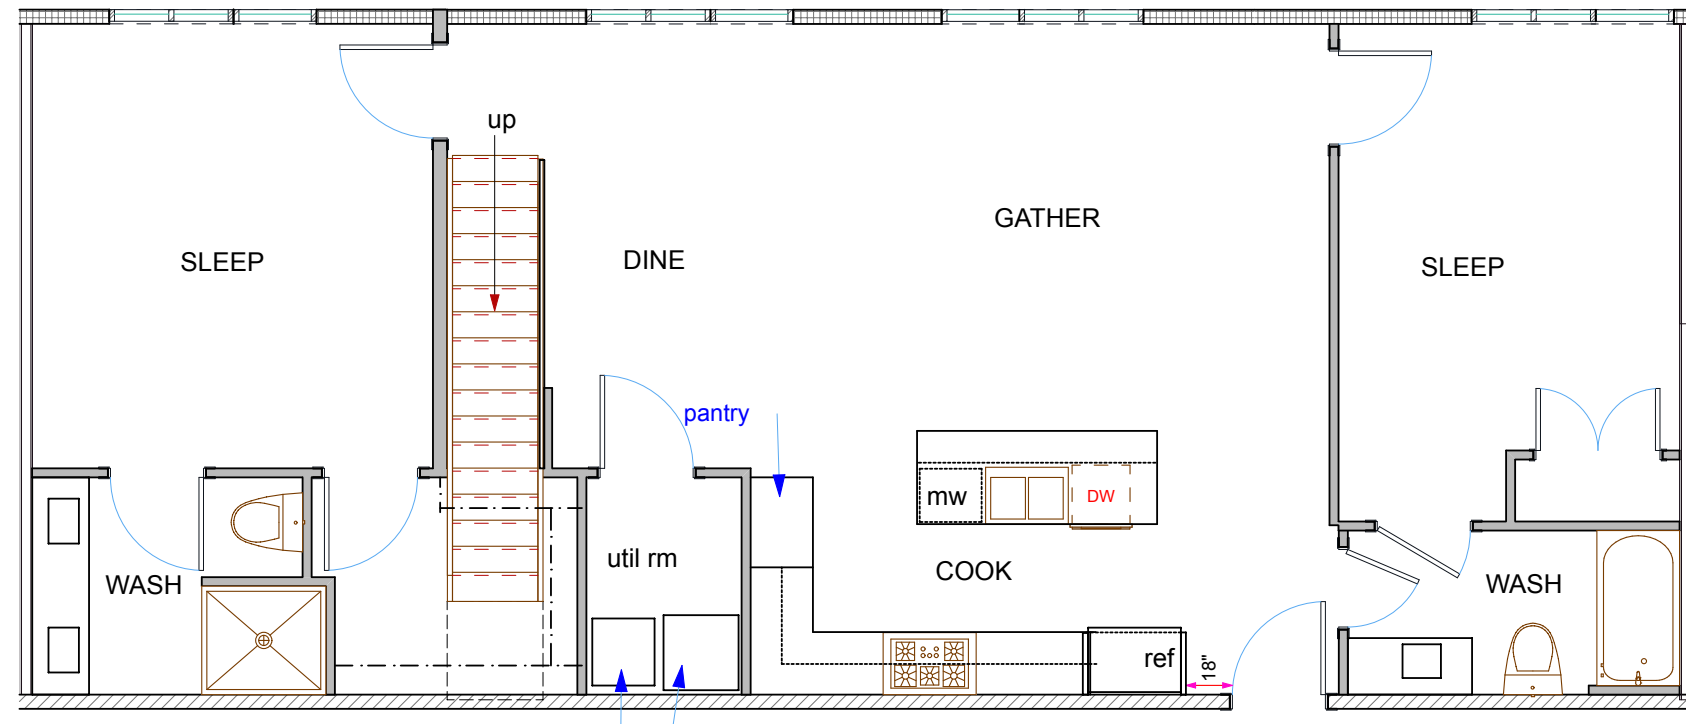 up
GATHER
SLEEP
DINE
SLEEP
pantry
mw
DW
util rm
COOK
WASH
WASH
ref
18"